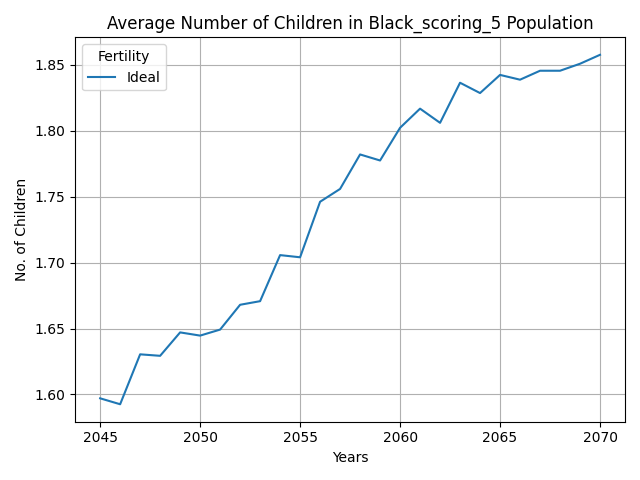 Average Number of Children in Black_scoring_5 Population
Fertility
Ideal
No. of Children
1.85
1.80
1.75
1.70
1.65
1.60
2045 2050 2055 2060 2065 2070
Years